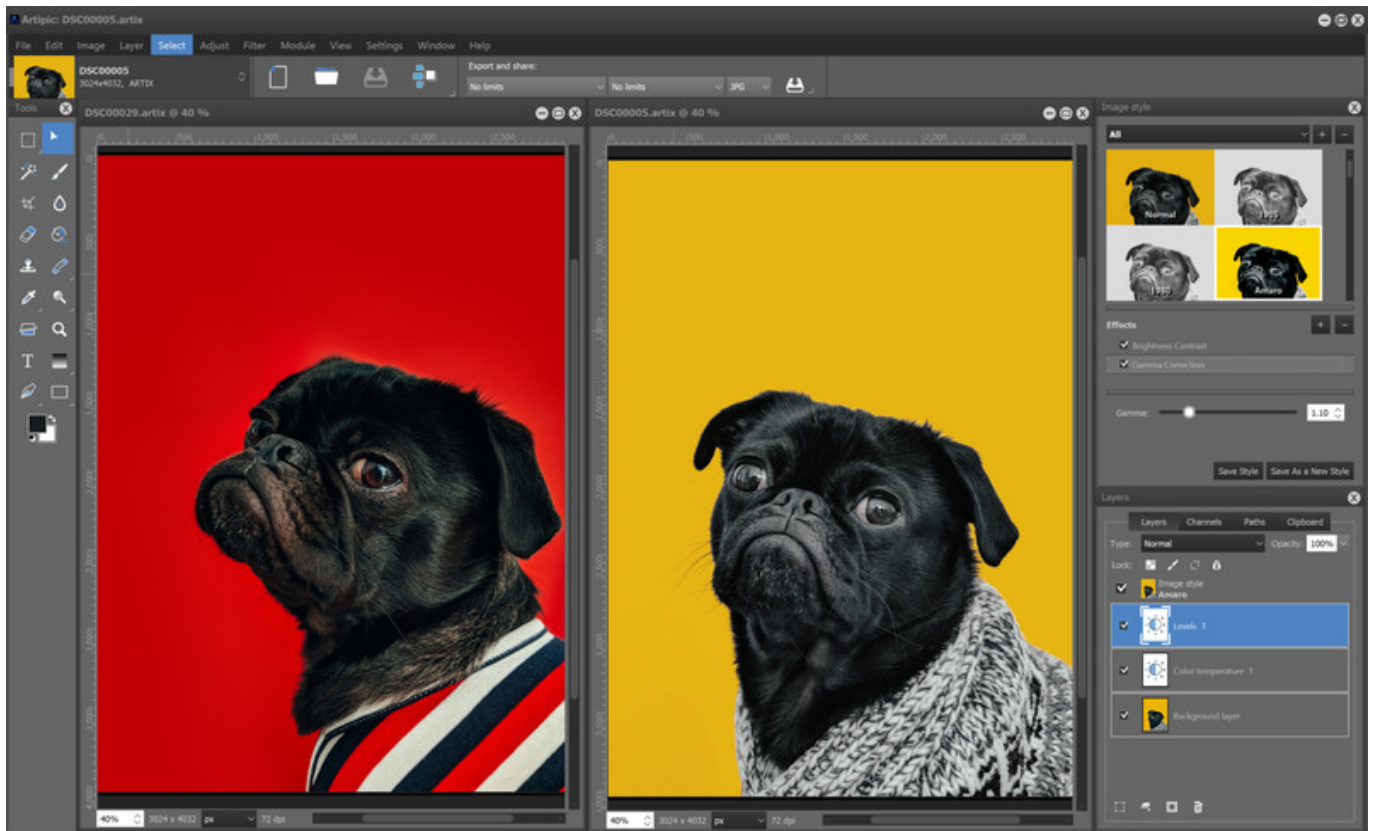 Artipic: DSC00005.artix
File Edit Image Layer Select Adjust Filter Module View Settings Window Help
DSC00005
3024x4032, ARTIX
Export and share:
No limits No limits JPG
Tools
DSC00029.artix @ 40 %
DSC00005.artix @ 40 %
Image style
All
Normal
Amaro
Effects
Brightness Contrast
Gamma Correction
Gamma: 1.10
Save Style Save As a New Style
Layers
Layers Channels Paths Clipboard
Type: Normal Opacity: 100%
Lock:
Image style
Amaro
Levels 1
Color temperature 1
Background layer
T
40% 3024 x 4032 px 72 dpi
40% 3024 x 4032 px 72 dpi